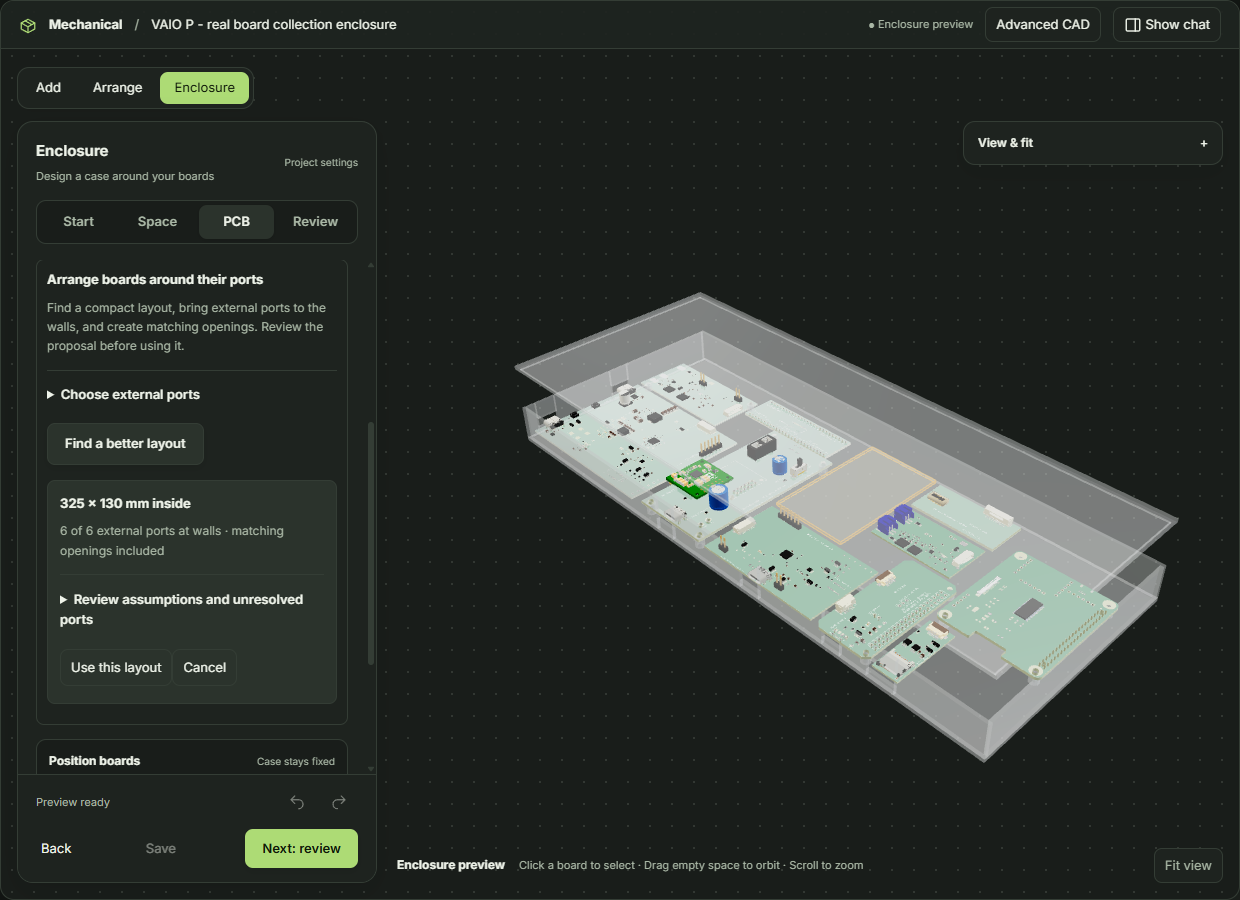 Mechanical / VAIO P - real board collection enclosure
Enclosure preview
Advanced CAD
Show chat
Add
Arrange
Enclosure
Enclosure
Design a case around your boards
Project settings
Start
Space
PCB
Review
Arrange boards around their ports
Find a compact layout, bring external ports to the
walls, and create matching openings. Review the
proposal before using it.
Choose external ports
Find a better layout
325 × 130 mm inside
6 of 6 external ports at walls · matching
openings included
Review assumptions and unresolved
ports
Use this layout
Cancel
Position boards
Case stays fixed
Preview ready
Back
Save
Next: review
View & fit
+
Enclosure preview
Click a board to select · Drag empty space to orbit · Scroll to zoom
Fit view